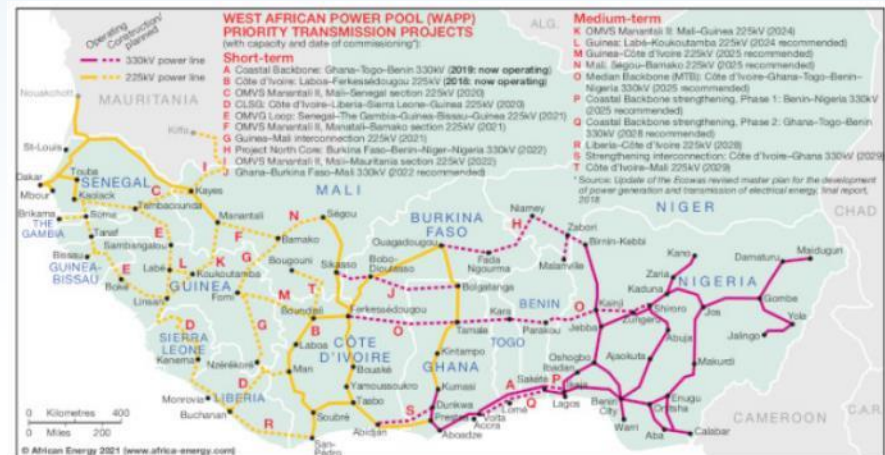 WEST AFRICAN POWER POOL (WAPP)
PRIORITY TRANSMISSION PROJECTS
(with capacity and date of commissioning*):
Operating
Construction/
planned
330kV power line
225kV power line
Short-term
A Coastal Backbone: Ghana-Togo-Benin 330kV (2019: now operating)
B Côte d'Ivoire: Laboa-Ferkessédougou 225kV (2018: now operating)
C OMVS Manantali II, Mali-Senegal section 225kV (2020)
D CLSG: Côte d'Ivoire-Liberia-Sierra Leone-Guinea 225kV (2020)
E OMVG Loop: Senegal-The Gambia-Guinea-Bissau-Guinea 225kV (2021)
F OMVS Manantali II, Manatali-Bamako section 225kV (2021)
G Guinea-Mali interconnection 225kV (2021)
H Project North Core: Burkina Faso-Benin-Niger-Nigeria 330kV (2022)
I OMVS Manantali II, Mali-Mauritania section 225kV (2022)
J Ghana-Burkina Faso-Mali 330kV (2022 recommended)
Medium-term
K OMVS Manantali II: Mali-Guinea 225kV (2024)
L Guinea: Labé-Koukoutamba 225kV (2024 recommended)
M Guinea-Côte d'Ivoire 225kV (2025 recommended)
N Mali: Ségou-Bamako 225kV (2025 recommended)
O Median Backbone (MTB): Côte d'Ivoire-Ghana-Togo-Benin-
Nigeria 330kV (2025 recommended)
P Coastal Backbone strengthening, Phase 1: Benin-Nigeria 330kV
(2025 recommended)
Q Coastal Backbone strengthening, Phase 2: Ghana-Togo-Benin
330kV (2028 recommended)
R Liberia-Côte d'Ivoire 225kV (2028)
S Strengthening interconnection: Côte d'Ivoire-Ghana 330kV (2029)
T Côte d'Ivoire-Mali 225kV (2029)
* Source: Update of the Ecowas revised master plan for the development
of power generation and transmission of electrical energy, final report,
2018
ALG.
Nouakchott
MAURITANIA
Kiffa
St-Louis
Dakar
Touba
SENEGAL
Mbour
Kaolack
Tambacounda
C
I
Kayes
MALI
NIGER
CHAD
Brikama
THE
GAMBIA
Soma
Tanaf
E
Sambangalou
Manantali
F
N
Ségou
Bamako
BURKINA
FASO
Ouagadougou
Niamey
H
Zabori
Birnin-Kebbi
Bissau
GUINEA-
BISSAU
E
Boké
Labé
L
K
G
Koukoutamba
GUINEA
Linsan
Fomi
Bougouni
Sikasso
T
M
Bobo-
Dioulasso
J
Fada
Ngourma
Malanville
Bolgatanga
Kano
Zaria
Kaduna
Damaturu
Maiduguri
NIGERIA
Gombe
Yola
Jalingo
Jos
Boundiali
B
Ferkessédougou
O
Tamale
Kara
BENIN
O
Parakou
TOGO
Kainji
Jebba
Zungeru
Shiroro
Abuja
D
SIERRA
LEONE
Kenema
G
Nzérékoré
Laboa
CÔTE
D'IVOIRE
Man
Bouaké
Yamoussoukro
Taabo
Kintampo
GHANA
Kumasi
Dunkwa
Oshogbo
Ibadan
Ajaokuta
Makurdi
Monrovia
D
LIBERIA
Buchanan
R
Soubré
San-
Pédro
Abidjan
S
Prestea
Aboadze
Volta
Accra
A
Lomé
Q
Sakété
P
Ikeja
Lagos
Benin
City
Warri
Enugu
Onitsha
Aba
Calabar
CAMEROON
C.A.R.
0 Kilometres 400
0 Miles 200
© African Energy 2021 (www.africa-energy.com)